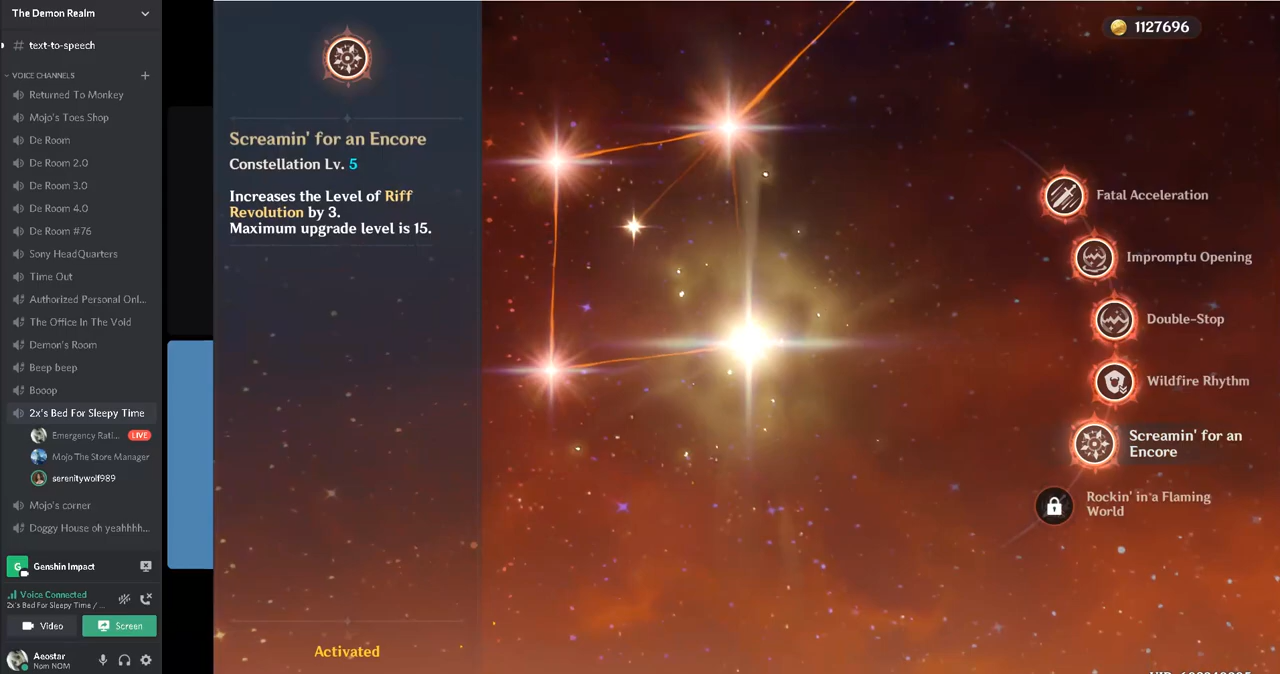 The Demon Realm
# text-to-speech
VOICE CHANNELS
Returned To Monkey
Mojo's Toes Shop
De Room
De Room 2.0
De Room 3.0
De Room 4.0
De Room #76
Sony HeadQuarters
Time Out
Authorized Personal Onl...
The Office In The Void
Demon's Room
Beep beep
Booop
2x's Bed For Sleepy Time
Emergency Rati... LIVE
Mojo The Store Manager
serenitywolf989
Mojo's corner
Doggy House oh yeahhhh...
G Genshin Impact
Voice Connected
2x's Bed For Sleepy Time / ...
Video Screen
Aeostar
Nom NOM
Screamin' for an Encore
Constellation Lv. 5
Increases the Level of Riff
Revolution by 3.
Maximum upgrade level is 15.
Activated
1127696
Fatal Acceleration
Impromptu Opening
Double-Stop
Wildfire Rhythm
Screamin' for an
Encore
Rockin' in a Flaming
World